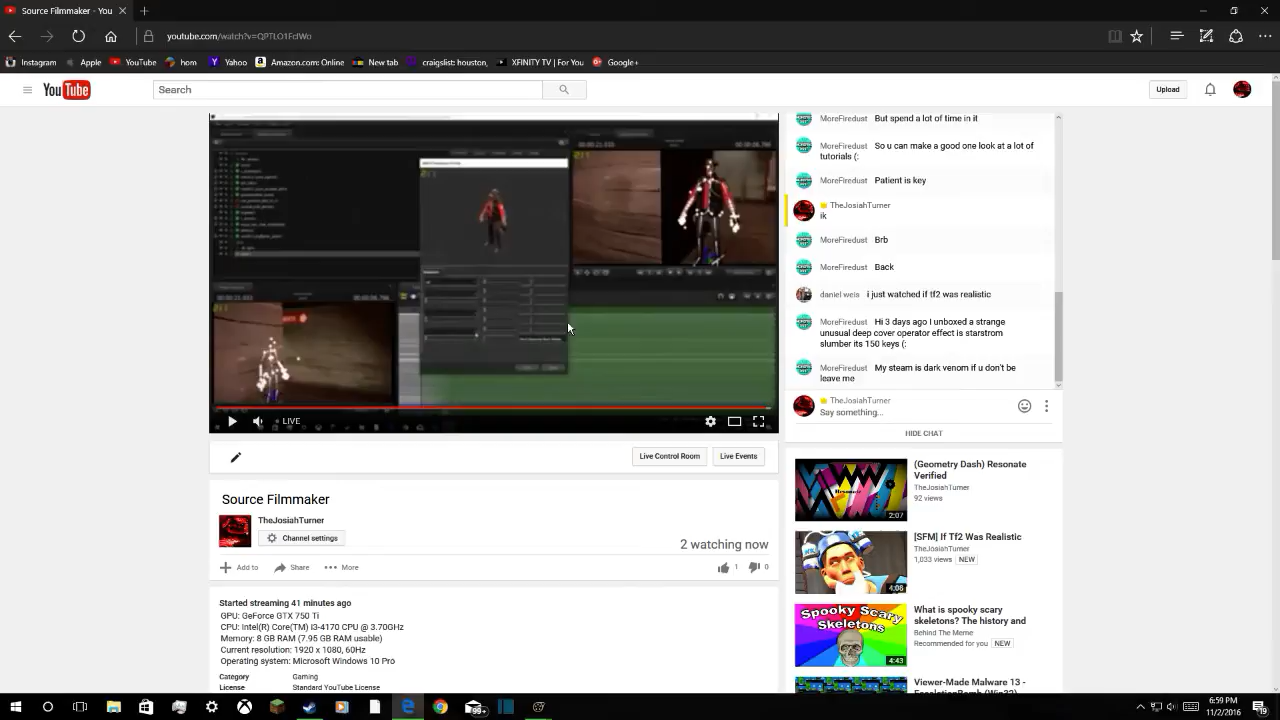 Source Filmmaker - You
youtube.com/watch?v=QPTLO1FdWo
Instagram
Apple
YouTube
hom
Yahoo
Amazon.com: Online
New tab
craigslist: houston,
XFINITY TV | For You
Google+
YouTube
Search
Upload
MoreFiredust But spend a lot of time in it
MoreFiredust So u can make a good one look at a lot of
tutorials (:
MoreFiredust Patient is key
TheJosiahTurner
ik
MoreFiredust Brb
MoreFiredust Back
daniel weis i just watched if tf2 was realistic
MoreFiredust Hi 3 days ago I unboxed a strange
unusual deep cover operator effect is starstrom
slumber its 150 keys (:
MoreFiredust My steam is dark venom if u don't be
leave me
TheJosiahTurner
Say something...
HIDE CHAT
LIVE
Live Control Room
Live Events
Source Filmmaker
TheJosiahTurner
Channel settings
2 watching now
Add to
Share
More
1
0
Started streaming 41 minutes ago
GPU: GeForce GTX 750 Ti
CPU: Intel(R) Core(TM) i3-4170 CPU @ 3.70GHz
Memory: 8 GB RAM (7.95 GB RAM usable)
Current resolution: 1920 x 1080, 60Hz
Operating system: Microsoft Windows 10 Pro
Category Gaming
License Standard YouTube License
Resonate
2:07
(Geometry Dash) Resonate
Verified
TheJosiahTurner
92 views
4:08
[SFM] If Tf2 Was Realistic
TheJosiahTurner
1,033 views NEW
Spooky Scary
Skeletons
4:43
What is spooky scary
skeletons? The history and
Behind The Meme
Recommended for you NEW
Viewer-Made Malware 13 -
6:59 PM
11/2/2016